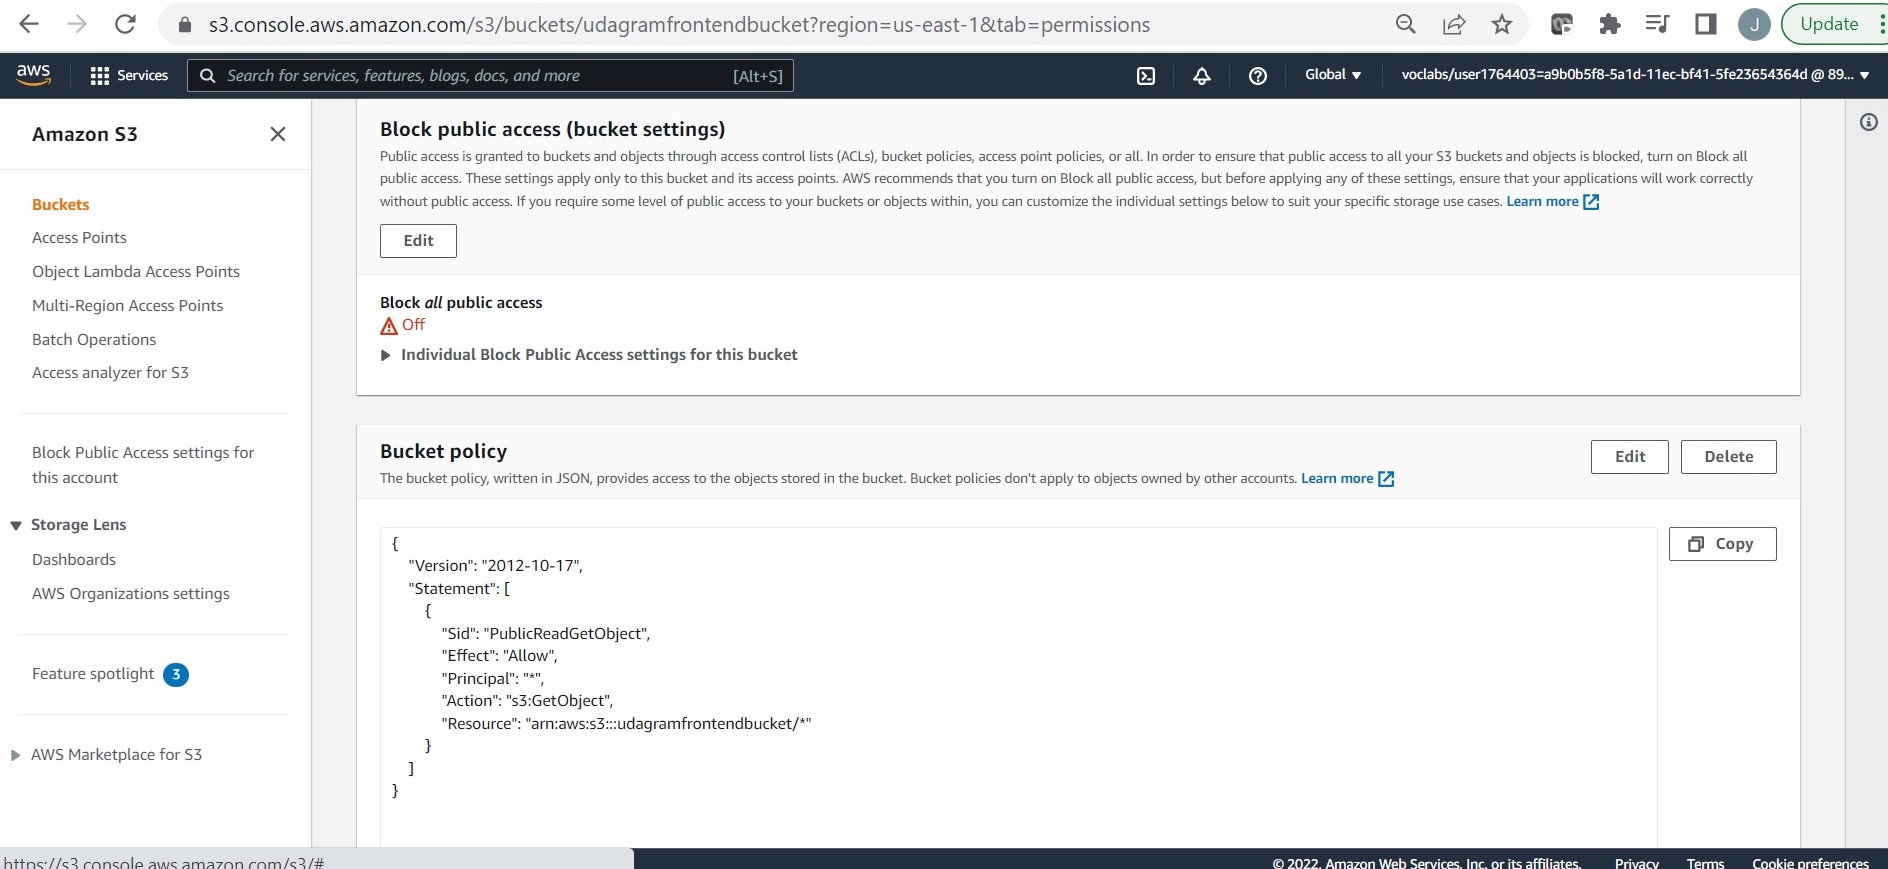 s3.console.aws.amazon.com/s3/buckets/udagramfrontendbucket?region=us-east-1&tab=permissions
J
Update
aws
Services
Search for services, features, blogs, docs, and more
[Alt+S]
Global
voclabs/user1764403=a9b0b5f8-5a1d-11ec-bf41-5fe23654364d @ 89...
Amazon S3
Buckets
Access Points
Object Lambda Access Points
Multi-Region Access Points
Batch Operations
Access analyzer for S3
Block Public Access settings for
this account
Storage Lens
Dashboards
AWS Organizations settings
Feature spotlight 3
AWS Marketplace for S3
Block public access (bucket settings)
Public access is granted to buckets and objects through access control lists (ACLs), bucket policies, access point policies, or all. In order to ensure that public access to all your S3 buckets and objects is blocked, turn on Block all
public access. These settings apply only to this bucket and its access points. AWS recommends that you turn on Block all public access, but before applying any of these settings, ensure that your applications will work correctly
without public access. If you require some level of public access to your buckets or objects within, you can customize the individual settings below to suit your specific storage use cases. Learn more
Edit
Block all public access
Off
Individual Block Public Access settings for this bucket
Bucket policy
The bucket policy, written in JSON, provides access to the objects stored in the bucket. Bucket policies don't apply to objects owned by other accounts. Learn more
Edit
Delete
Copy
{
"Version": "2012-10-17",
"Statement": [
{
"Sid": "PublicReadGetObject",
"Effect": "Allow",
"Principal": "*",
"Action": "s3:GetObject",
"Resource": "arn:aws:s3:::udagramfrontendbucket/*"
}
]
}
https://s3.console.aws.amazon.com/s3/#
© 2022, Amazon Web Services, Inc. or its affiliates.
Privacy
Terms
Cookie preferences